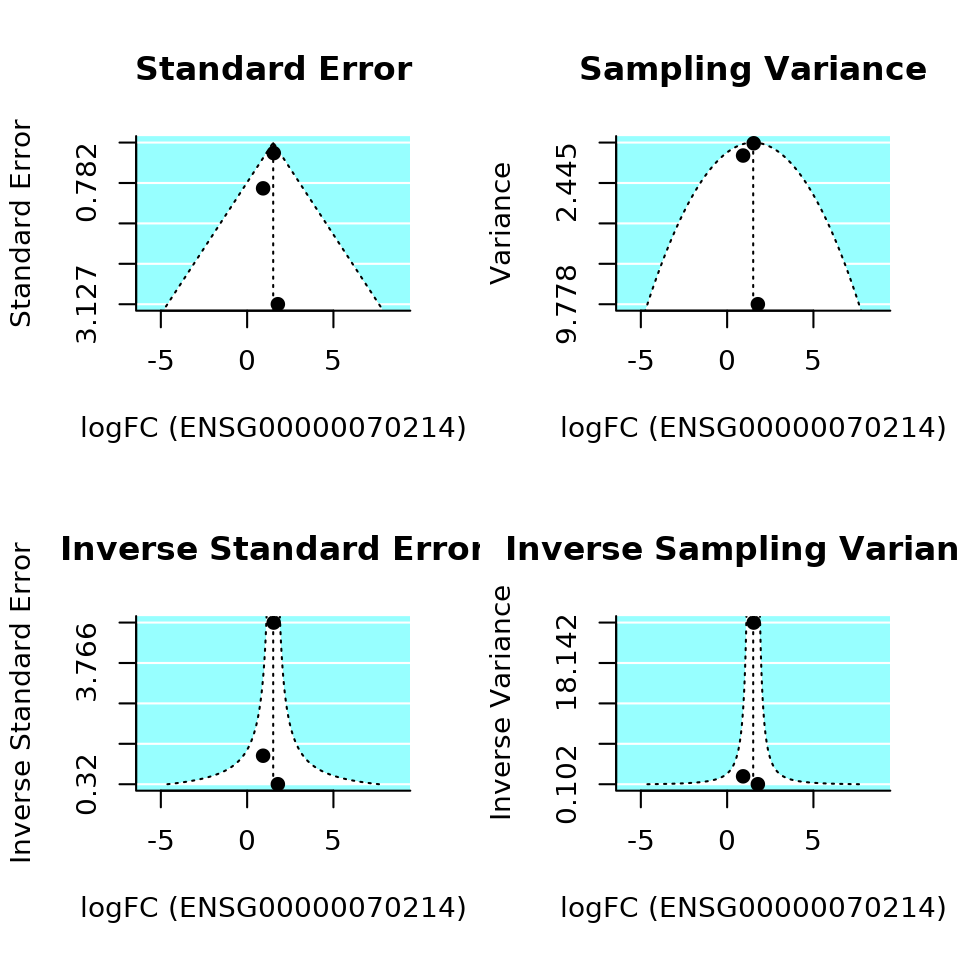 Standard Error
Standard Error
0.782
3.127
-5 0 5
logFC (ENSG00000070214)
Sampling Variance
Variance
2.445
9.778
-5 0 5
logFC (ENSG00000070214)
Inverse Standard Error
Inverse Standard Error
3.766
0.32
-5 0 5
logFC (ENSG00000070214)
Inverse Sampling Varian
Inverse Variance
18.142
0.102
-5 0 5
logFC (ENSG00000070214)